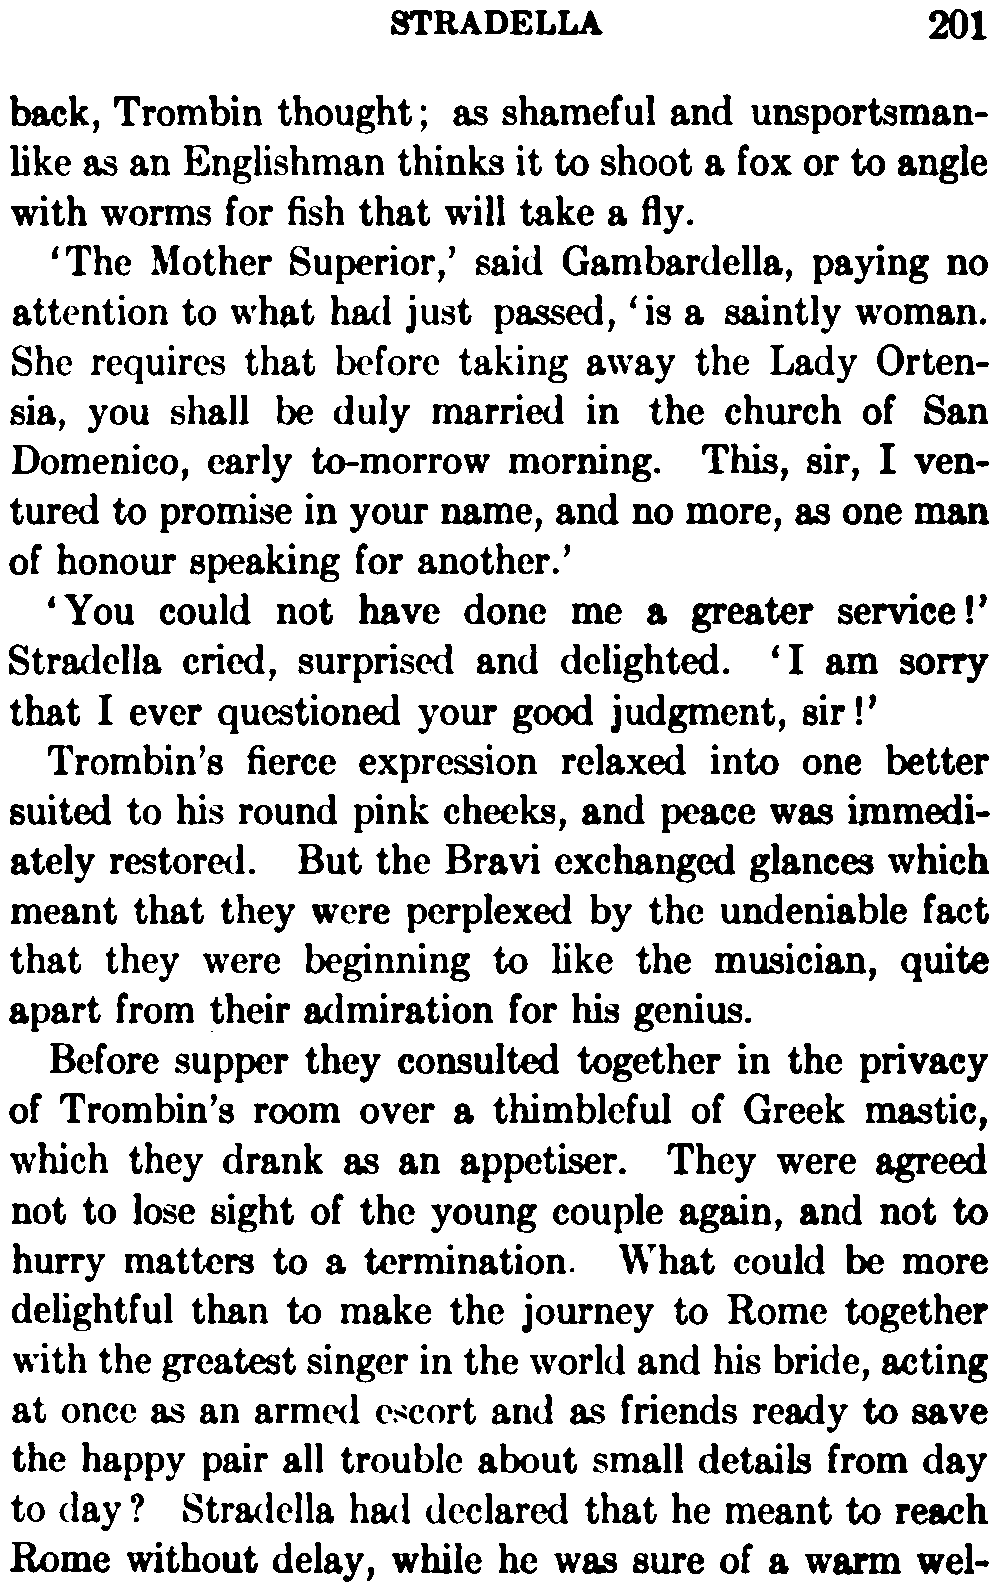 STRADELLA 201
back, Trombin thought; as shameful and unsportsman-
like as an Englishman thinks it to shoot a fox or to angle
with worms for fish that will take a fly.
‘The Mother Superior,’ said Gambardella, paying no
attention to what had just passed, ‘is a saintly woman.
She requires that before taking away the Lady Orten-
sia, you shall be duly married in the church of San
Domenico, early to-morrow morning. This, sir, I ven-
tured to promise in your name, and no more, as one man
of honour speaking for another.’
‘You could not have done me a greater service!’
Stradella cried, surprised and delighted. ‘I am sorry
that I ever questioned your good judgment, sir!’
Trombin's fierce expression relaxed into one better
suited to his round pink cheeks, and peace was immedi-
ately restored. But the Bravi exchanged glances which
meant that they were perplexed by the undeniable fact
that they were beginning to like the musician, quite
apart from their admiration for his genius.
Before supper they consulted together in the privacy
of Trombin's room over a thimbleful of Greek mastic,
which they drank as an appetiser. They were agreed
not to lose sight of the young couple again, and not to
hurry matters to a termination. What could be more
delightful than to make the journey to Rome together
with the greatest singer in the world and his bride, acting
at once as an armed escort and as friends ready to save
the happy pair all trouble about small details from day
to day? Stradella had declared that he meant to reach
Rome without delay, while he was sure of a warm wel-